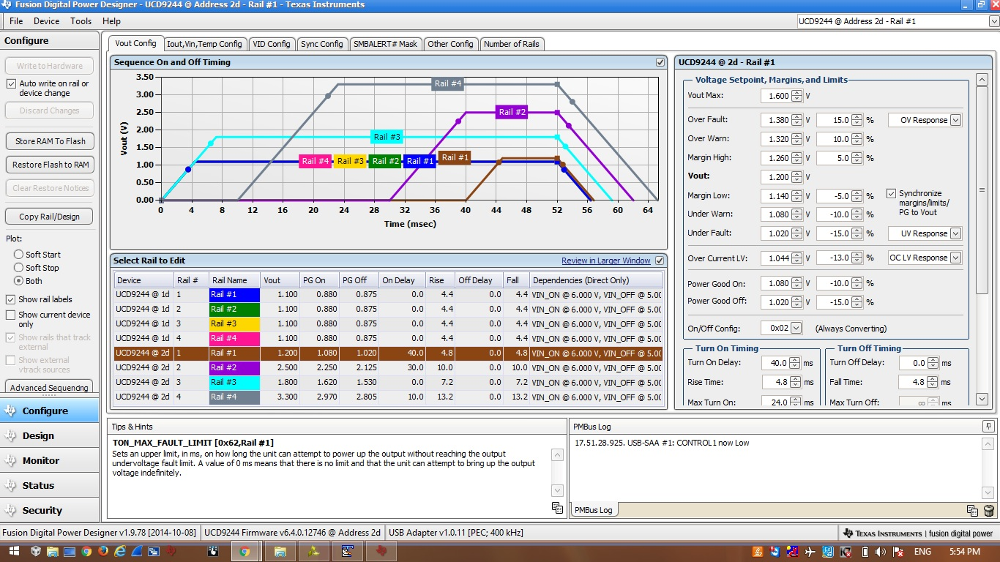 Fusion Digital Power Designer - UCD9244 @ Address 2d - Rail #1 - Texas Instruments
File Device Tools Help
UCD9244 @ Address 2d - Rail #1
Configure
Write to Hardware
Auto write on rail or
device change
Discard Changes
Store RAM To Flash
Restore Flash to RAM
Clear Restore Notices
Copy Rail/Design
Plot:
Soft Start
Soft Stop
Both
Show rail labels
Show current device
only
Show rails that track
external
Show external
vtrack sources
Advanced Sequencing
Configure
Design
Monitor
Status
Security
Vout Config Iout,Vin,Temp Config VID Config Sync Config SMBALERT# Mask Other Config Number of Rails
Sequence On and Off Timing
Vout (V)
3.50
3.00
2.50
2.00
1.50
1.00
0.50
0.00
Rail #4
Rail #2
Rail #3
Rail #4 Rail #3 Rail #2 Rail #1 Rail #1
0 4 8 12 16 20 24 28 32 36 40 44 48 52 56 60 64
Time (msec)
Select Rail to Edit
Review in Larger Window
Device Rail # Rail Name Vout PG On PG Off On Delay Rise Off Delay Fall Dependencies (Direct Only)
UCD9244 @ 1d 1 Rail #1 1.100 0.880 0.875 0.0 4.4 0.0 4.4 VIN_ON @ 6.000 V, VIN_OFF @ 5.00
UCD9244 @ 1d 2 Rail #2 1.100 0.880 0.875 0.0 4.4 0.0 4.4 VIN_ON @ 6.000 V, VIN_OFF @ 5.00
UCD9244 @ 1d 3 Rail #3 1.100 0.880 0.875 0.0 4.4 0.0 4.4 VIN_ON @ 6.000 V, VIN_OFF @ 5.00
UCD9244 @ 1d 4 Rail #4 1.100 0.880 0.875 0.0 4.4 0.0 4.4 VIN_ON @ 6.000 V, VIN_OFF @ 5.00
UCD9244 @ 2d 1 Rail #1 1.200 1.080 1.020 40.0 4.8 0.0 4.8 VIN_ON @ 6.000 V, VIN_OFF @ 5.00
UCD9244 @ 2d 2 Rail #2 2.500 2.250 2.125 30.0 10.0 0.0 10.0 VIN_ON @ 6.000 V, VIN_OFF @ 5.00
UCD9244 @ 2d 3 Rail #3 1.800 1.620 1.530 0.0 7.2 0.0 7.2 VIN_ON @ 6.000 V, VIN_OFF @ 5.00
UCD9244 @ 2d 4 Rail #4 3.300 2.970 2.805 10.0 13.2 0.0 13.2 VIN_ON @ 6.000 V, VIN_OFF @ 5.00
UCD9244 @ 2d - Rail #1
Voltage Setpoint, Margins, and Limits
Vout Max: 1.600 V
Over Fault: 1.380 V 15.0 % OV Response
Over Warn: 1.320 V 10.0 %
Margin High: 1.260 V 5.0 %
Vout: 1.200 V
Margin Low: 1.140 V -5.0 %
Synchronize
margins/limits/
PG to Vout
Under Warn: 1.080 V -10.0 %
Under Fault: 1.020 V -15.0 % UV Response
Over Current LV: 1.044 V -13.0 % OC LV Response
Power Good On: 1.080 V -10.0 %
Power Good Off: 1.020 V -15.0 %
On/Off Config: 0x02 (Always Converting)
Turn On Timing
Turn On Delay: 40.0 ms
Rise Time: 4.8 ms
Max Turn On: 24.0 ms
Turn Off Timing
Turn Off Delay: 0.0 ms
Fall Time: 4.8 ms
Max Turn Off: ∞ ms
Tips & Hints
TON_MAX_FAULT_LIMIT [0x62,Rail #1]
Sets an upper limit, in ms, on how long the unit can attempt to power up the output without reaching the output
undervoltage fault limit. A value of 0 ms means that there is no limit and that the unit can attempt to bring up the output
voltage indefinitely.
PMBus Log
17.51.28.925. USB-SAA #1: CONTROL1 now Low
PMBus Log
Fusion Digital Power Designer v1.9.78 [2014-10-08] UCD9244 Firmware v6.4.0.12746 @ Address 2d USB Adapter v1.0.11 [PEC; 400 kHz]
TEXAS INSTRUMENTS | fusion digital power
ENG 5:54 PM